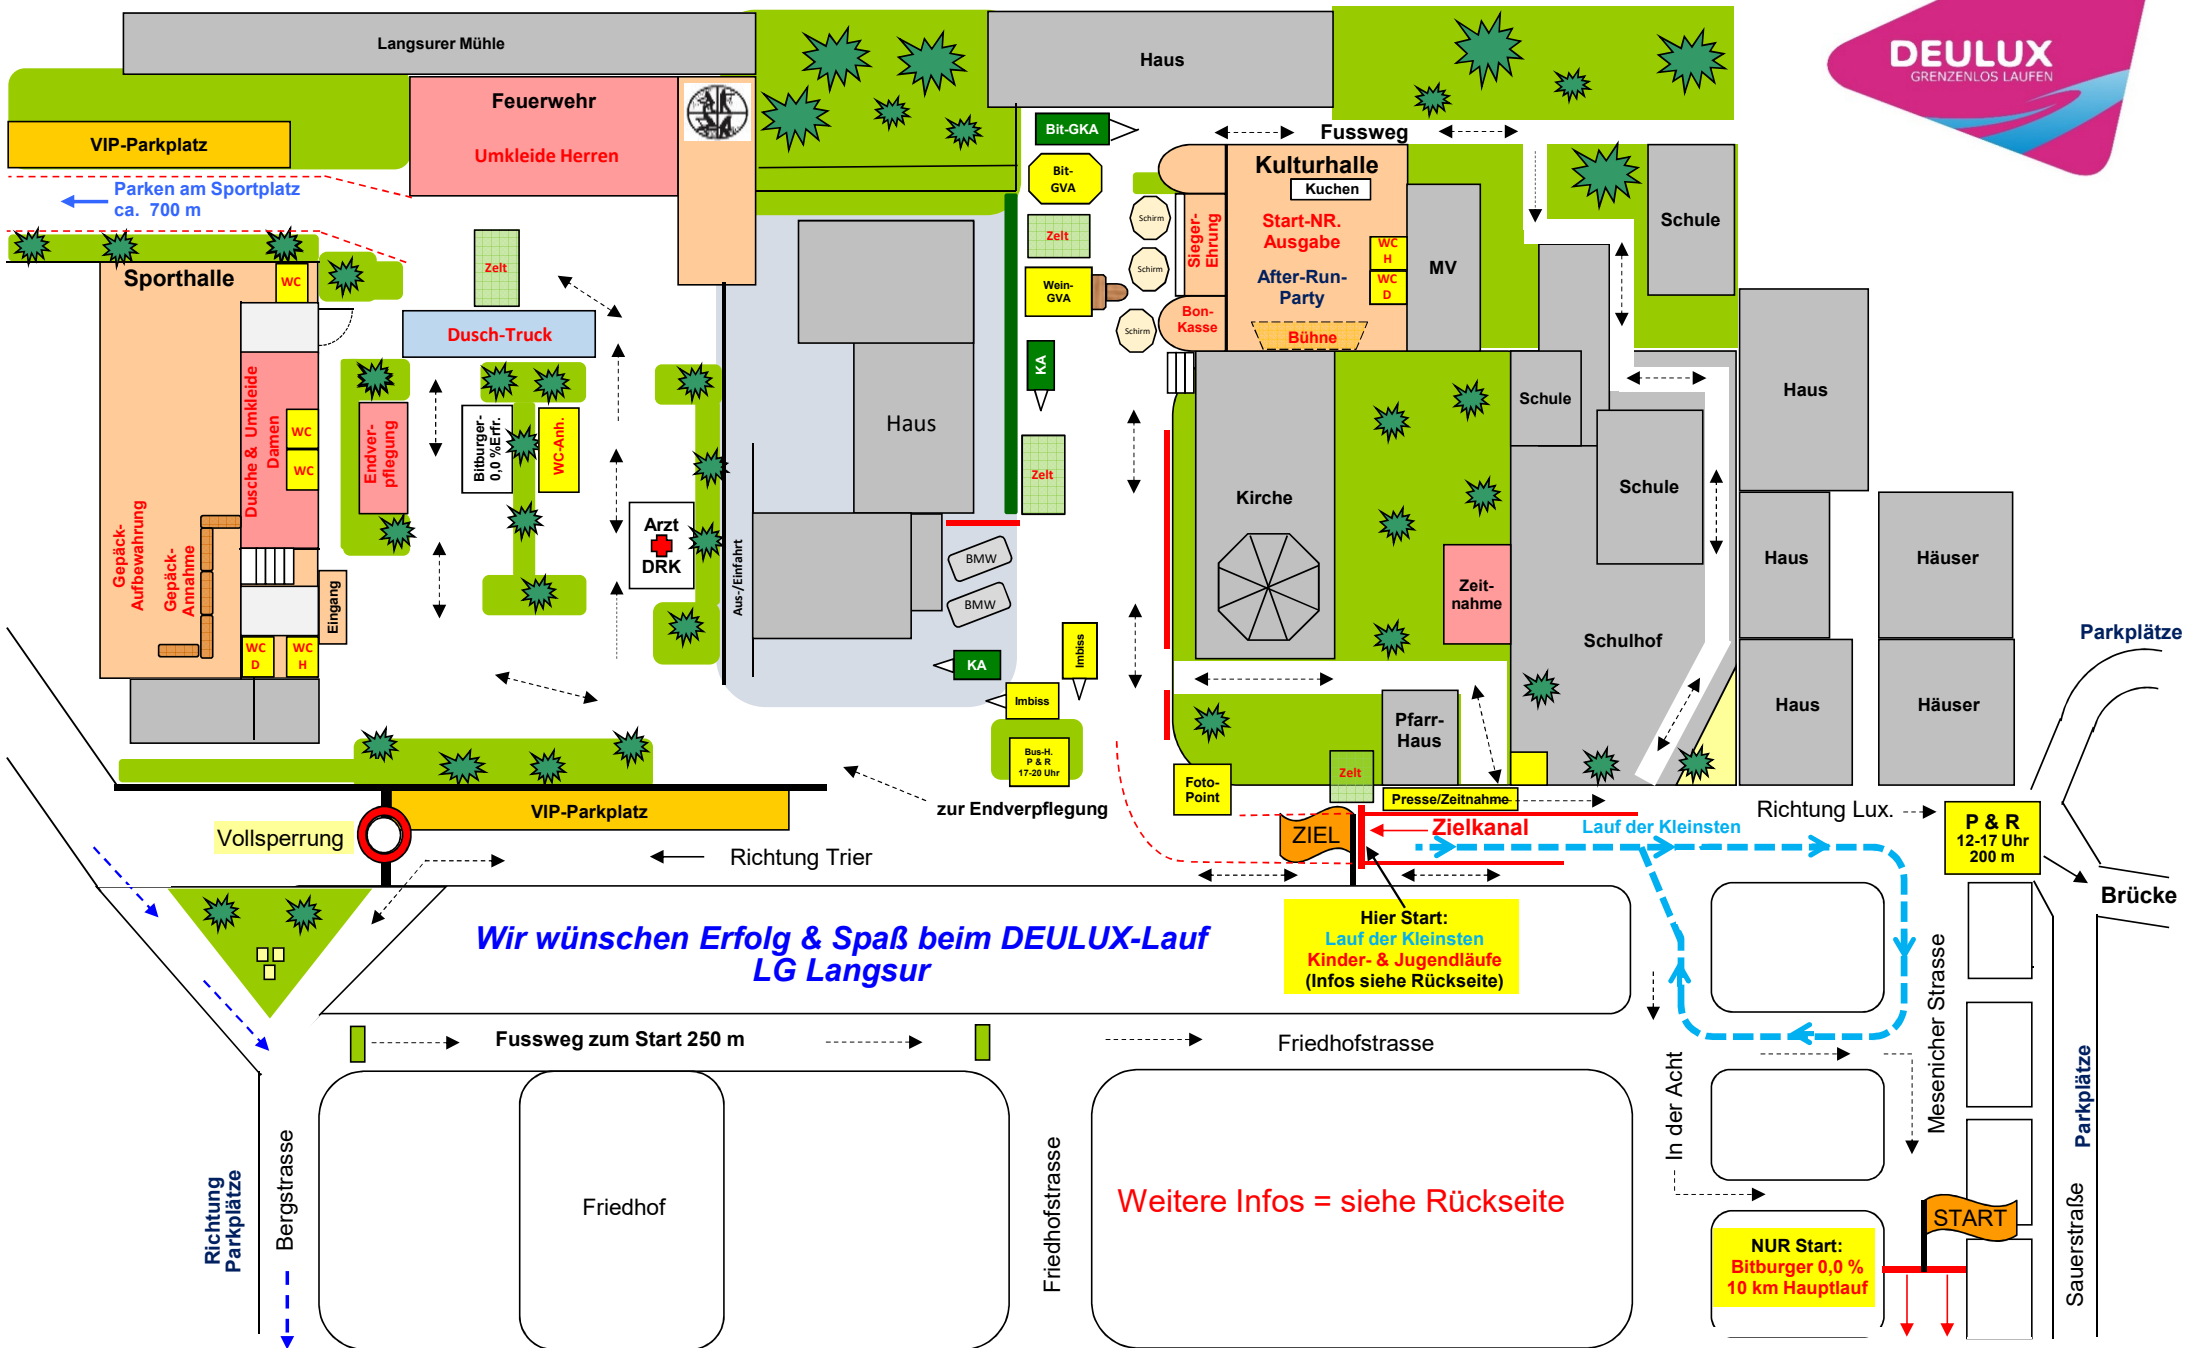 Langsurer Mühle
Haus
DEULUX
GRENZENLOS LAUFEN
Feuerwehr
Umkleide Herren
VIP-Parkplatz
Parken am Sportplatz
ca. 700 m
Bit-GKA
Fussweg
Bit-
GVA
Zelt
Wein-
GVA
Schirm
Schirm
Schirm
Kulturhalle
Kuchen
Sieger-
Ehrung
Start-NR.
Ausgabe
After-Run-
Party
WC
H
WC
D
MV
Bon-
Kasse
Bühne
Schule
Sporthalle
WC
Zelt
Dusch-Truck
Dusche & Umkleide
Damen
WC
WC
Endver-
pflegung
Bitburger-
0,0 %Erfr.
WC-Anh.
Arzt
DRK
Gepäck-
Aufbewahrung
Gepäck-
Annahme
Eingang
WC
D
WC
H
Aus-/Einfahrt
Haus
KA
Zelt
BMW
BMW
KA
Imbiss
Imbiss
Bus-H.
P & R
17-20 Uhr
Kirche
Schule
Schule
Zeit-
nahme
Schulhof
Haus
Haus
Häuser
Haus
Häuser
Parkplätze
Pfarr-
Haus
Zelt
Foto-
Point
Presse/Zeitnahme
zur Endverpflegung
VIP-Parkplatz
Vollsperrung
Richtung Trier
ZIEL
Zielkanal
Lauf der Kleinsten
Richtung Lux.
P & R
12-17 Uhr
200 m
Brücke
Wir wünschen Erfolg & Spaß beim DEULUX-Lauf
LG Langsur
Hier Start:
Lauf der Kleinsten
Kinder- & Jugendläufe
(Infos siehe Rückseite)
Fussweg zum Start 250 m
Friedhofstrasse
In der Acht
Mesenicher Strasse
Parkplätze
Sauerstraße
Richtung
Parkplätze
Bergstrasse
Friedhof
Friedhofstrasse
Weitere Infos = siehe Rückseite
START
NUR Start:
Bitburger 0,0 %
10 km Hauptlauf